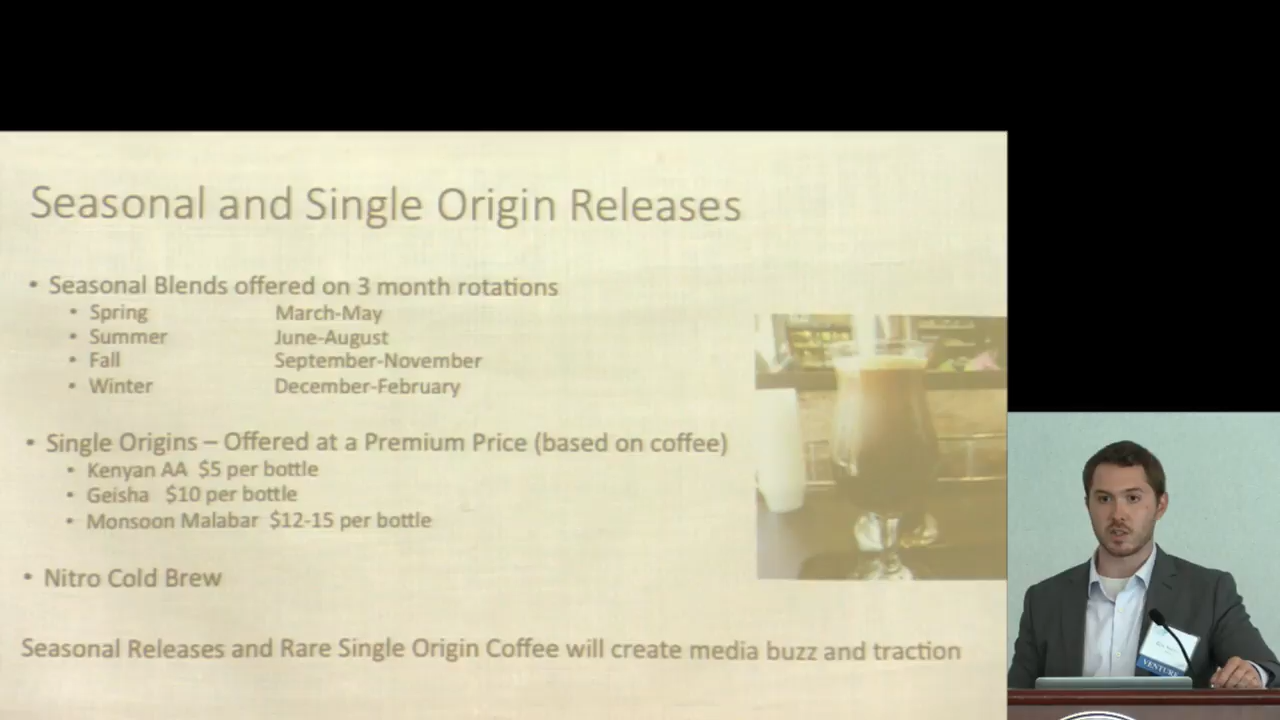 Seasonal and Single Origin Releases
• Seasonal Blends offered on 3 month rotations
• Spring March-May
• Summer June-August
• Fall September-November
• Winter December-February
• Single Origins – Offered at a Premium Price (based on coffee)
• Kenyan AA $5 per bottle
• Geisha $10 per bottle
• Monsoon Malabar $12-15 per bottle
• Nitro Cold Brew
Seasonal Releases and Rare Single Origin Coffee will create media buzz and traction
VENTURE